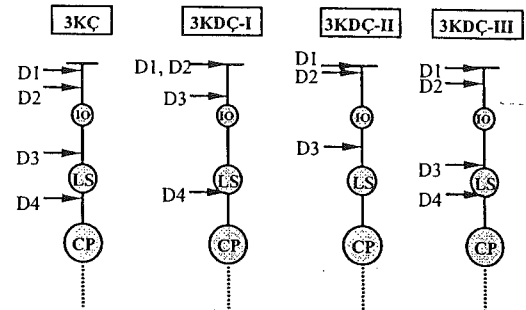 3KÇ
D1
D2
IO
D3
LS
D4
CP
3KDÇ-I
D1, D2
D3
IO
D4
LS
CP
3KDÇ-II
D1
D2
IO
D3
LS
CP
3KDÇ-III
D1
D2
IO
D3
LS
D4
CP